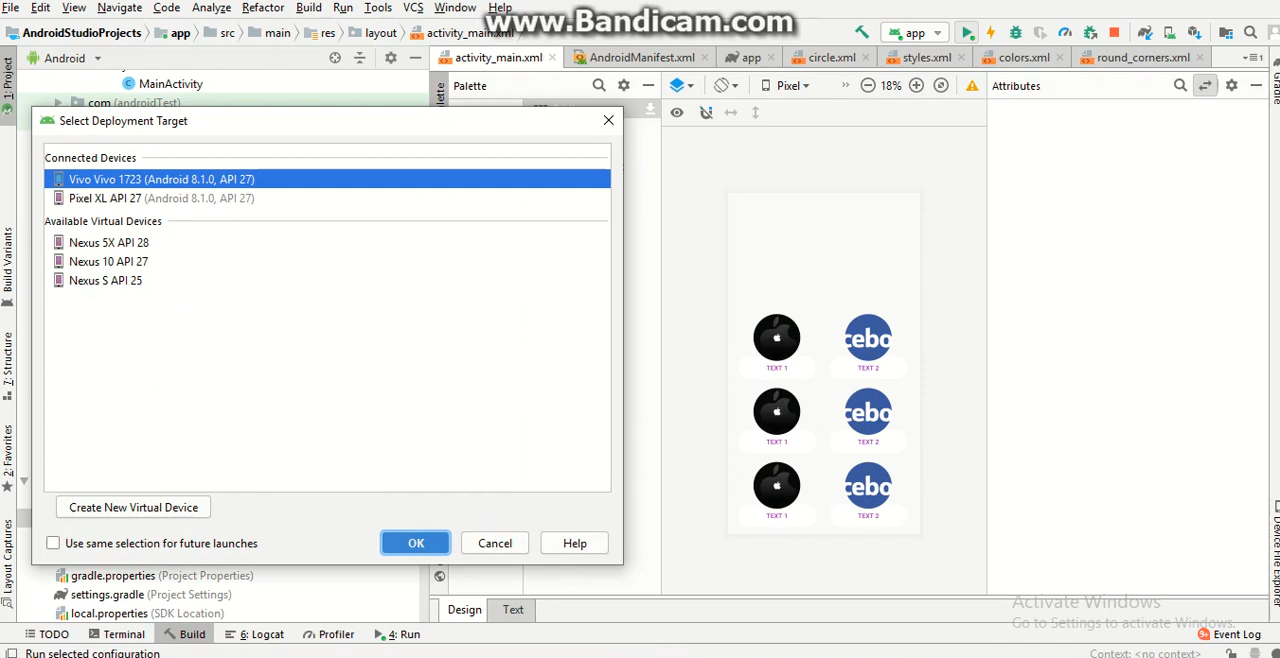 File Edit View Navigate Code Analyze Refactor Build Run Tools VCS Window Help
www.Bandicam.com
AndroidStudioProjects app src main res layout activity_main.xml
app
Android
activity_main.xml AndroidManifest.xml app circle.xml styles.xml colors.xml round_corners.xml
1: Project
MainActivity
com (androidTest)
Palette
Pixel
18%
Attributes
Gradle
Select Deployment Target
Connected Devices
Vivo Vivo 1723 (Android 8.1.0, API 27)
Pixel XL API 27 (Android 8.1.0, API 27)
Available Virtual Devices
Nexus 5X API 28
Nexus 10 API 27
Nexus S API 25
Build Variants
7: Structure
2: Favorites
Layout Captures
cebo
TEXT 1 TEXT 2
cebo
TEXT 1 TEXT 2
cebo
TEXT 1 TEXT 2
Create New Virtual Device
Use same selection for future launches
OK Cancel Help
gradle.properties (Project Properties)
settings.gradle (Project Settings)
local.properties (SDK Location)
Design Text
Device File Explorer
Activate Windows
Go to Settings to activate Windows.
TODO Terminal Build 6: Logcat Profiler 4: Run
9+ Event Log
Run selected configuration
Context: <no context>